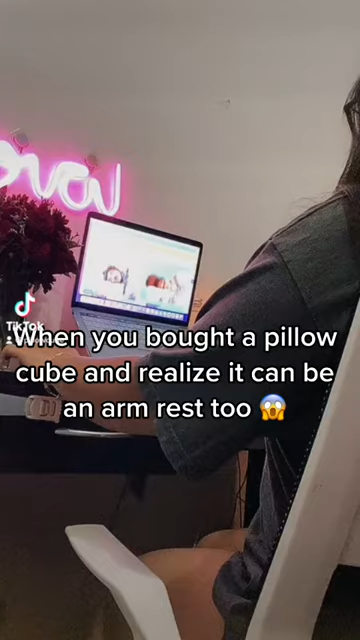 TikTok
When you bought a pillow
cube and realize it can be
an arm rest too 😱